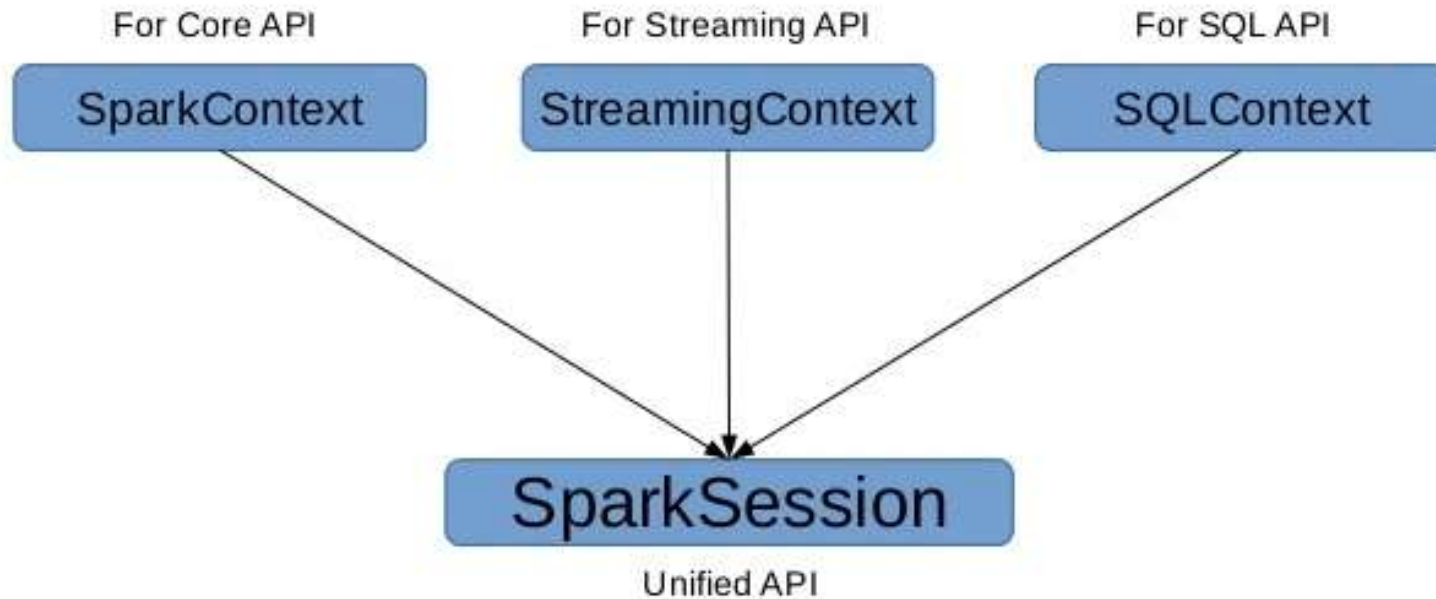 For Core API
For Streaming API
For SQL API
SparkContext
StreamingContext
SQLContext
SparkSession
Unified API